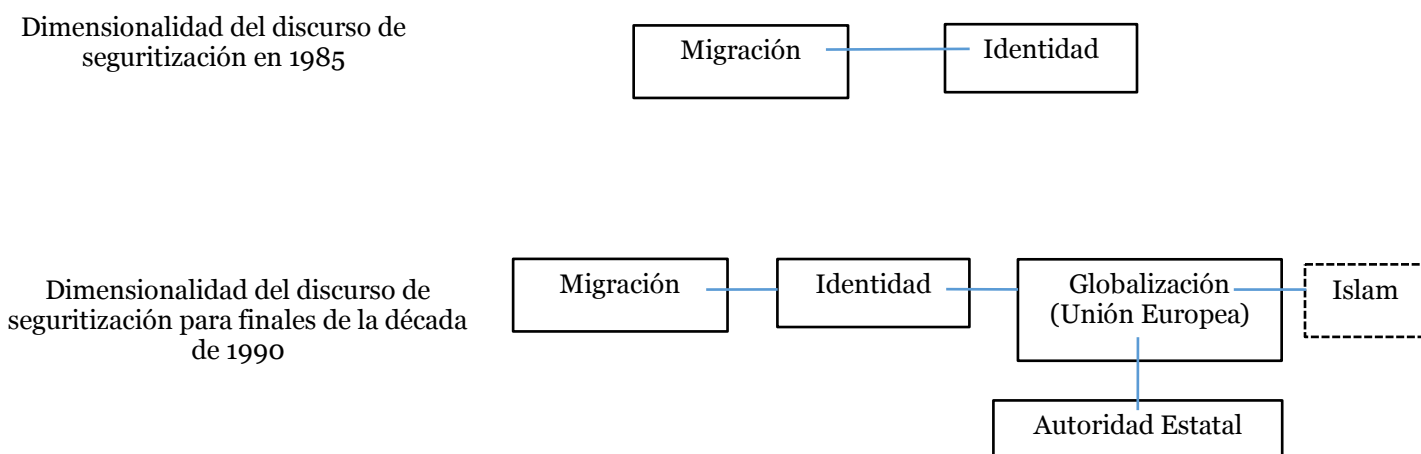 Dimensionalidad del discurso de
seguritización en 1985
Migración
Identidad
Dimensionalidad del discurso de
seguritización para finales de la década
de 1990
Migración
Identidad
Globalización
(Unión Europea)
Islam
Autoridad Estatal